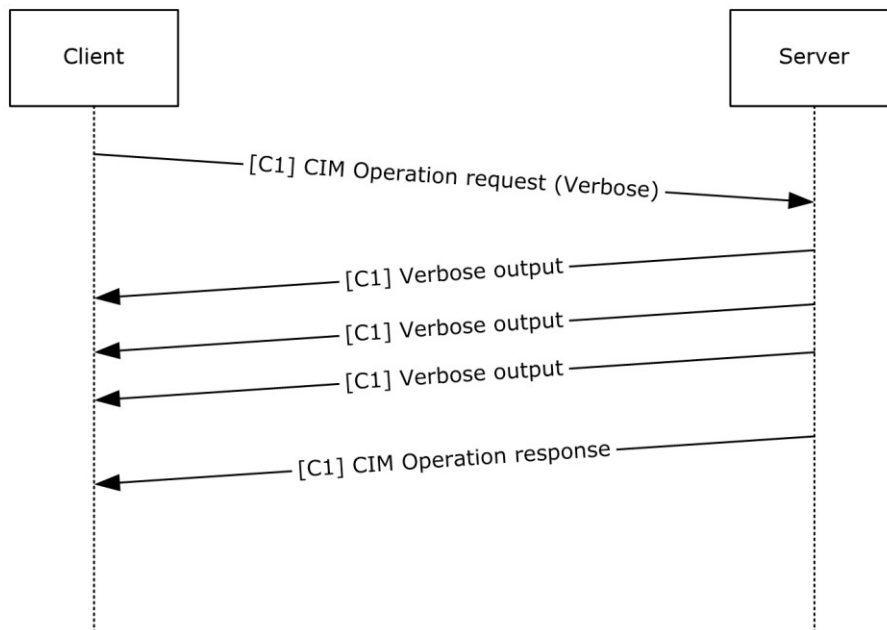 Client
Server
[C1] CIM Operation request (Verbose)
[C1] Verbose output
[C1] Verbose output
[C1] Verbose output
[C1] CIM Operation response